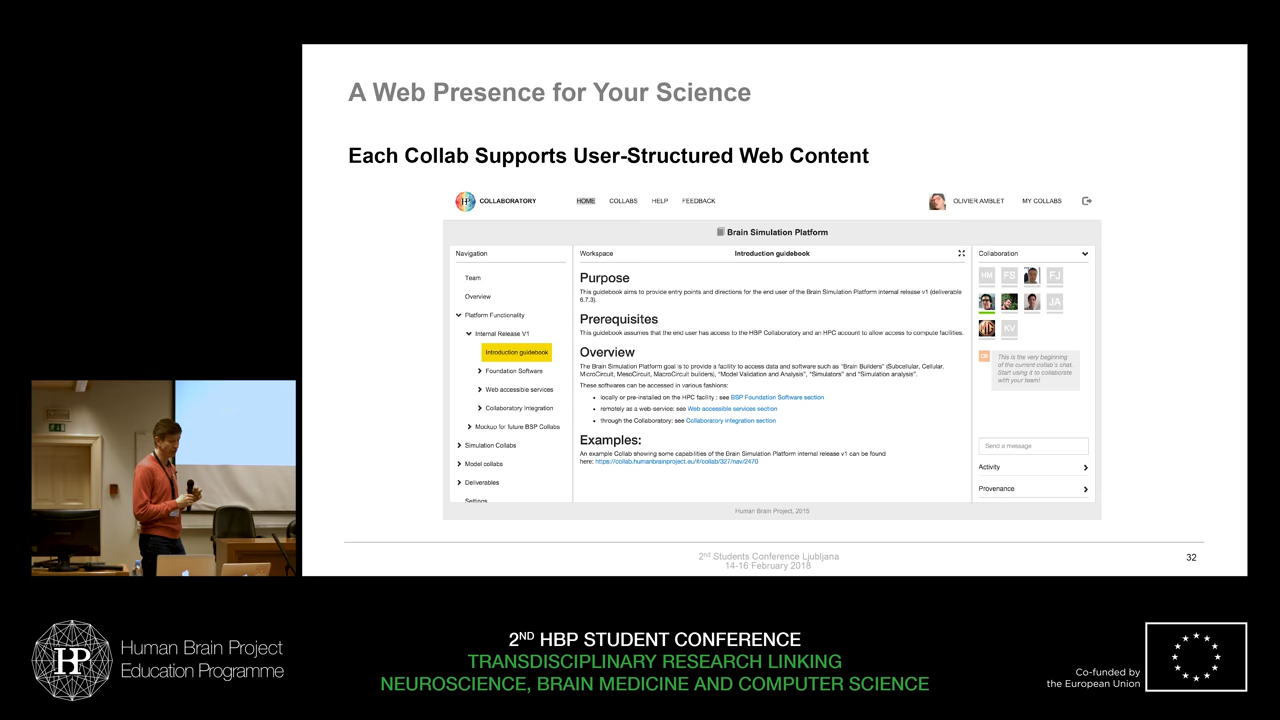 A Web Presence for Your Science
Each Collab Supports User-Structured Web Content
HBP COLLABORATORY HOME COLLABS HELP FEEDBACK OLIVIER AMBLET MY COLLABS
Brain Simulation Platform
Navigation
Team
Overview
Platform Functionality
Internal Release V1
Introduction guidebook
Foundation Software
Web accessible services
Collaboratory Integration
Mockup for future BSP Collabs
Simulation Collabs
Model collabs
Deliverables
Settings
Workspace Introduction guidebook
Purpose
This guidebook aims to provide entry points and directions for the end user of the Brain Simulation Platform internal release v1 (deliverable
6.7.3).
Prerequisites
This guidebook assumes that the end user has access to the HBP Collaboratory and an HPC account to allow access to compute facilities.
Overview
The Brain Simulation Platform goal is to provide a facility to access data and software such as "Brain Builders" (Subcellular, Cellular.
MicroCircuit, MesoCircuit, MacroCircuit builders), "Model Validation and Analysis", "Simulators" and "Simulation analysis".
These softwares can be accessed in various fashions:
• locally or pre-installed on the HPC facility : see BSP Foundation Software section
• remotely as a web-service: see Web accessible services section
• through the Collaboratory: see Collaboratory integration section
Examples:
An example Collab showing some capabilities of the Brain Simulation Platform internal release v1 can be found
here: https://collab.humanbrainproject.eu/#/collab/327/nav/2470
Collaboration
HM FS FJ
JA
KV
This is the very beginning
of the current collab's chat.
Start using it to collaborate
with your team!
Send a message
Activity
Provenance
Human Brain Project, 2015
2nd Students Conference Ljubljana
14-16 February 2018
32
HBP
Human Brain Project
Education Programme
2ND HBP STUDENT CONFERENCE
TRANSDISCIPLINARY RESEARCH LINKING
NEUROSCIENCE, BRAIN MEDICINE AND COMPUTER SCIENCE
Co-funded by
the European Union